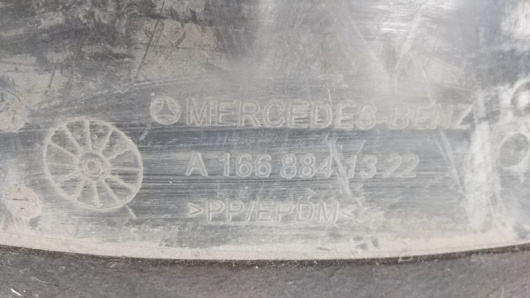 MERCEDES-BENZ
A 166 884 13 22
>PP/EPDM<